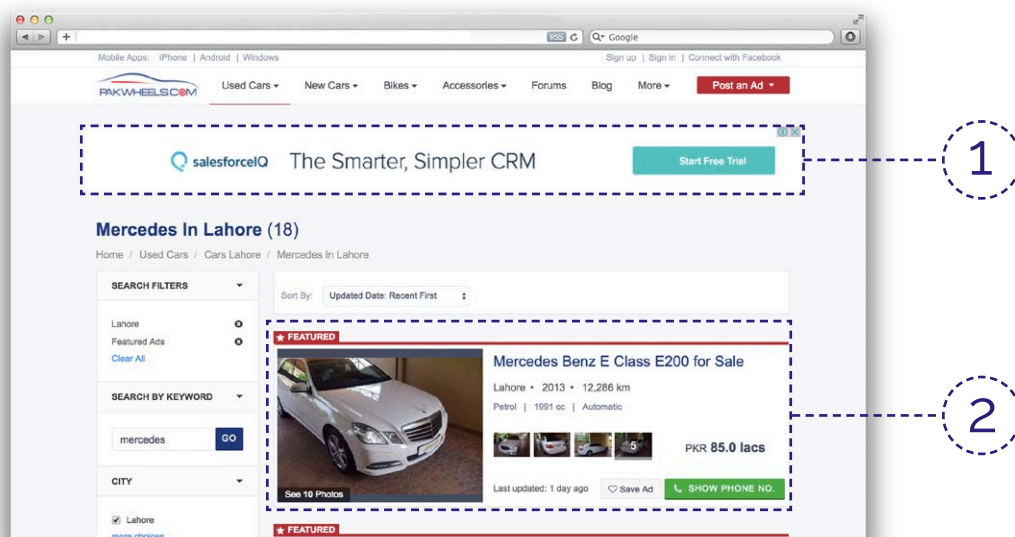 RSS
Google
Mobile Apps: iPhone | Android | Windows
Sign up | Sign in | Connect with Facebook
PAKWHEELS.COM
Used Cars
New Cars
Bikes
Accessories
Forums
Blog
More
Post an Ad
salesforceIQ
The Smarter, Simpler CRM
Start Free Trial
1
Mercedes In Lahore (18)
Home / Used Cars / Cars Lahore / Mercedes In Lahore
SEARCH FILTERS
Sort By: Updated Date: Recent First
Lahore
Featured Ads
Clear All
SEARCH BY KEYWORD
mercedes
GO
CITY
Lahore
more choices
FEATURED
Mercedes Benz E Class E200 for Sale
Lahore • 2013 • 12,286 km
Petrol | 1991 cc | Automatic
5
PKR 85.0 lacs
See 10 Photos
Last updated: 1 day ago
Save Ad
SHOW PHONE NO.
2
FEATURED